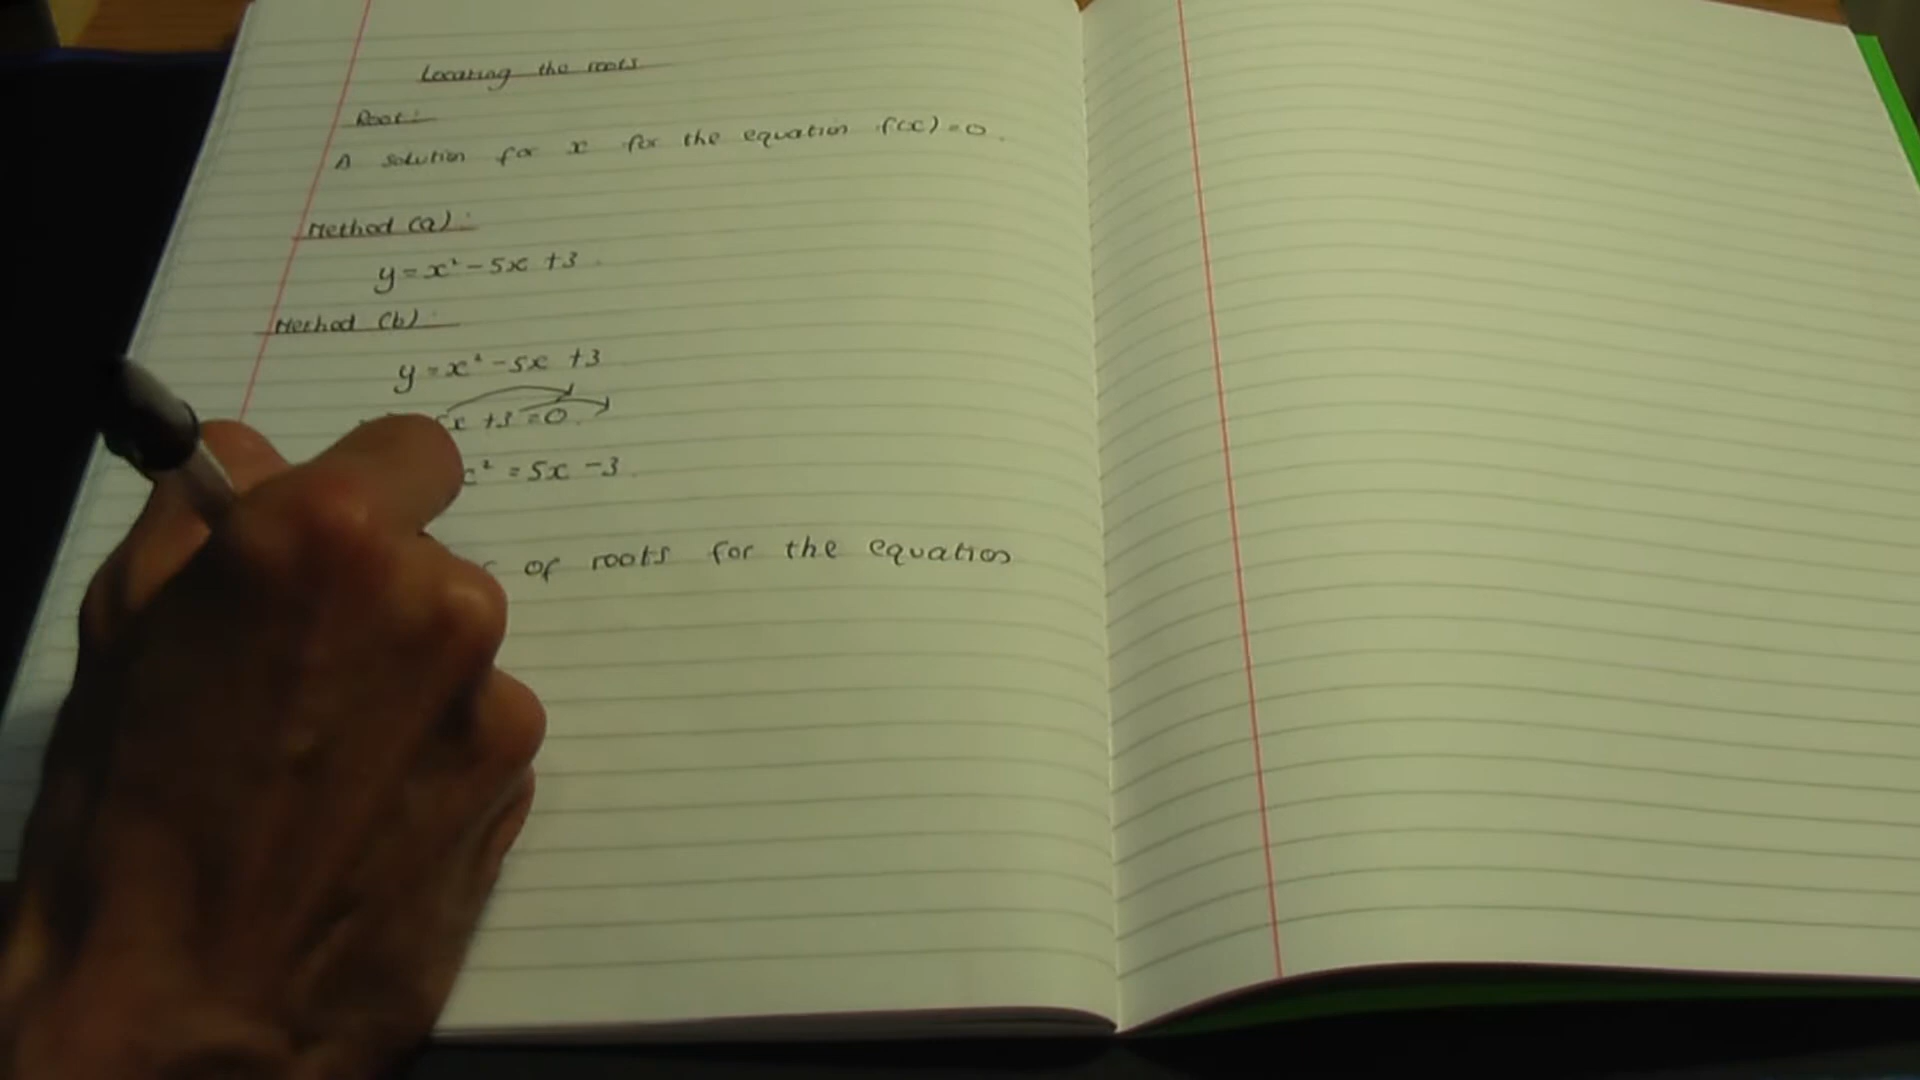 Locating the roots
Root:
A solution for x for the equation f(x)=0.
Method (a):
y = x² - 5x + 3
Method (b):
y = x² - 5x + 3
x + 3 = 0
x² = 5x - 3
of roots for the equation